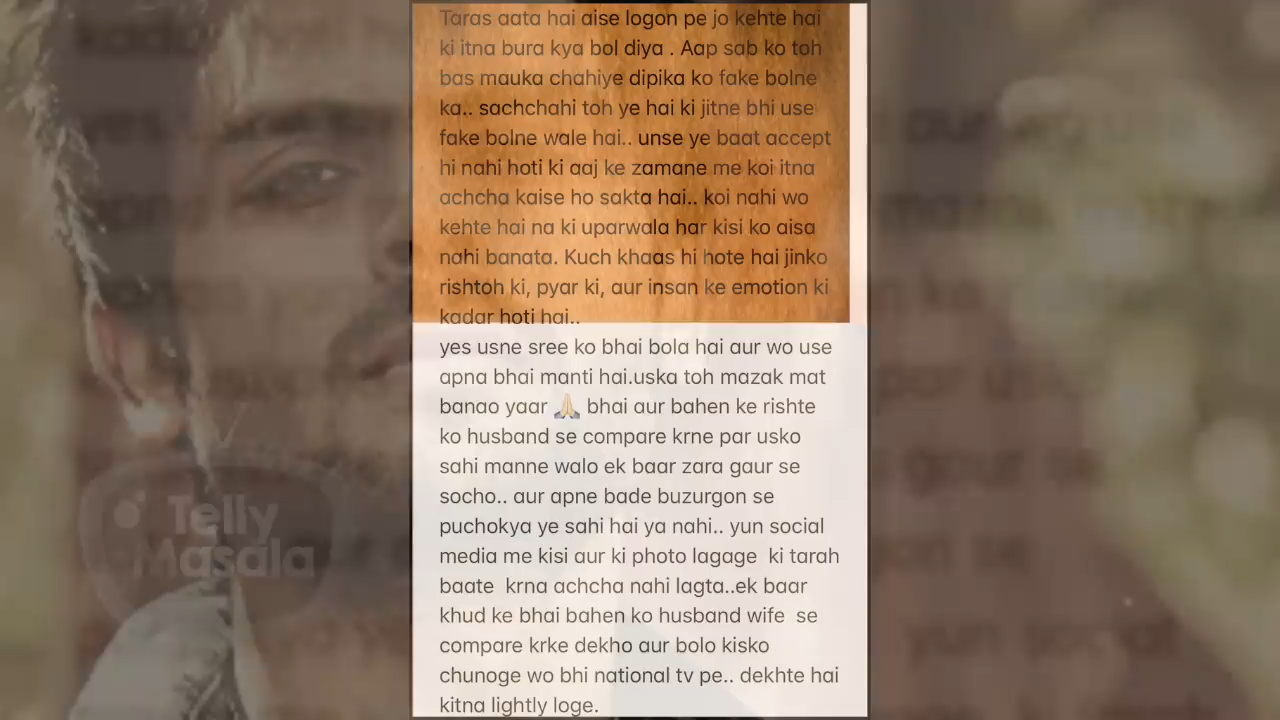 Taras aata hai aise logon pe jo kehte hai
ki itna bura kya bol diya . Aap sab ko toh
bas mauka chahiye dipika ko fake bolne
ka.. sachchahi toh ye hai ki jitne bhi use
fake bolne wale hai.. unse ye baat accept
hi nahi hoti ki aaj ke zamane me koi itna
achcha kaise ho sakta hai.. koi nahi wo
kehte hai na ki uparwala har kisi ko aisa
nahi banata. Kuch khaas hi hote hai jinko
rishtoh ki, pyar ki, aur insan ke emotion ki
kadar hoti hai..
yes usne sree ko bhai bola hai aur wo use
apna bhai manti hai.uska toh mazak mat
banao yaar 🙏🏼 bhai aur bahen ke rishte
ko husband se compare krne par usko
sahi manne walo ek baar zara gaur se
socho.. aur apne bade buzurgon se
puchokya ye sahi hai ya nahi.. yun social
media me kisi aur ki photo lagage  ki tarah
baate  krna achcha nahi lagta..ek baar
khud ke bhai bahen ko husband wife  se
compare krke dekho aur bolo kisko
chunoge wo bhi national tv pe.. dekhte hai
kitna lightly loge.
Telly
Masala